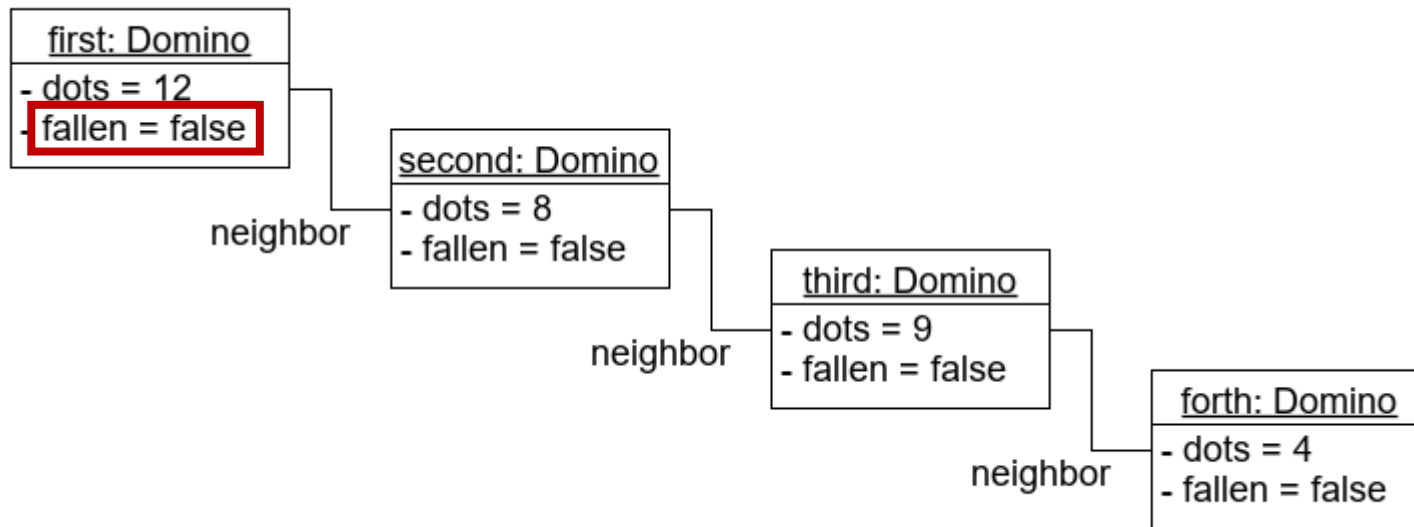 first: Domino
- dots = 12
- fallen = false
neighbor
second: Domino
- dots = 8
- fallen = false
neighbor
third: Domino
- dots = 9
- fallen = false
neighbor
forth: Domino
- dots = 4
- fallen = false